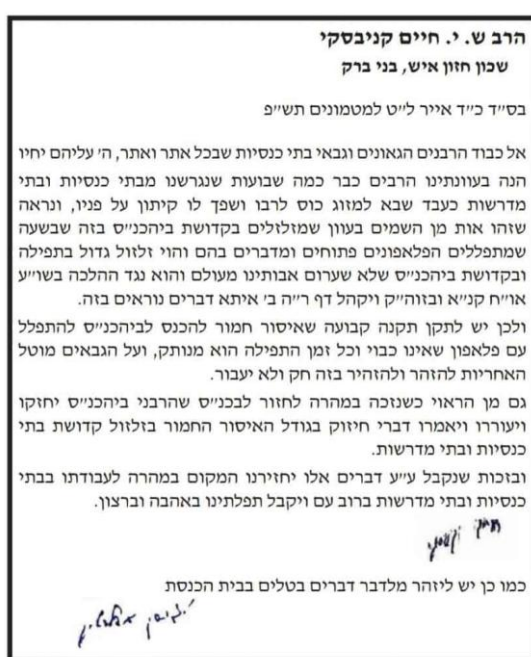 הרב ש. י. חיים קניבסקי
שכון חזון איש, בני ברק
בס״ד כ״ד אייר ל״ט למטמונים תש״פ
אל כבוד הרבנים הגאונים וגבאי בתי כנסיות שבכל אתר ואתר, ה׳ עליהם יחיו
הנה בעוונתינו הרבים כבר כמה שבועות שנגרשנו מבתי כנסיות ובתי
מדרשות כעבד שבא למזוג כוס לרבו ושפך לו קיתון על פניו, ונראה
שזהו אות מן השמים בעוון שמזלזלים בקדושת ביהכנ״ס בזה שבשעה
שמתפללים הפלאפונים פתוחים ומדברים בהם והוי זלזול גדול בתפילה
ובקדושת ביהכנ״ס שלא שערום אבותינו מעולם והוא נגד ההלכה בשו״ע
או״ח קנ״א ובזוה״ק ויקהל דף ר״ה ב׳ איתא דברים נוראים בזה.
ולכן יש לתקן תקנה קבועה שאיסור חמור להכנס לביהכנ״ס להתפלל
עם פלאפון שאינו כבוי וכל זמן התפילה הוא מנותק, ועל הגבאים מוטל
האחריות להזהר ולהזהיר בזה חק ולא יעבור.
גם מן הראוי כשנזכה במהרה לחזור לבכנ״ס שהרבני ביהכנ״ס יחזקו
ויעוררו ויאמרו דברי חיזוק בגודל האיסור החמור בזלזול קדושת בתי
כנסיות ובתי מדרשות.
ובזכות שנקבל ע״ע דברים אלו יחזירנו המקום במהרה לעבודתו בבתי
כנסיות ובתי מדרשות ברוב עם ויקבל תפלתינו באהבה וברצון.
כמו כן יש ליזהר מלדבר דברים בטלים בבית הכנסת